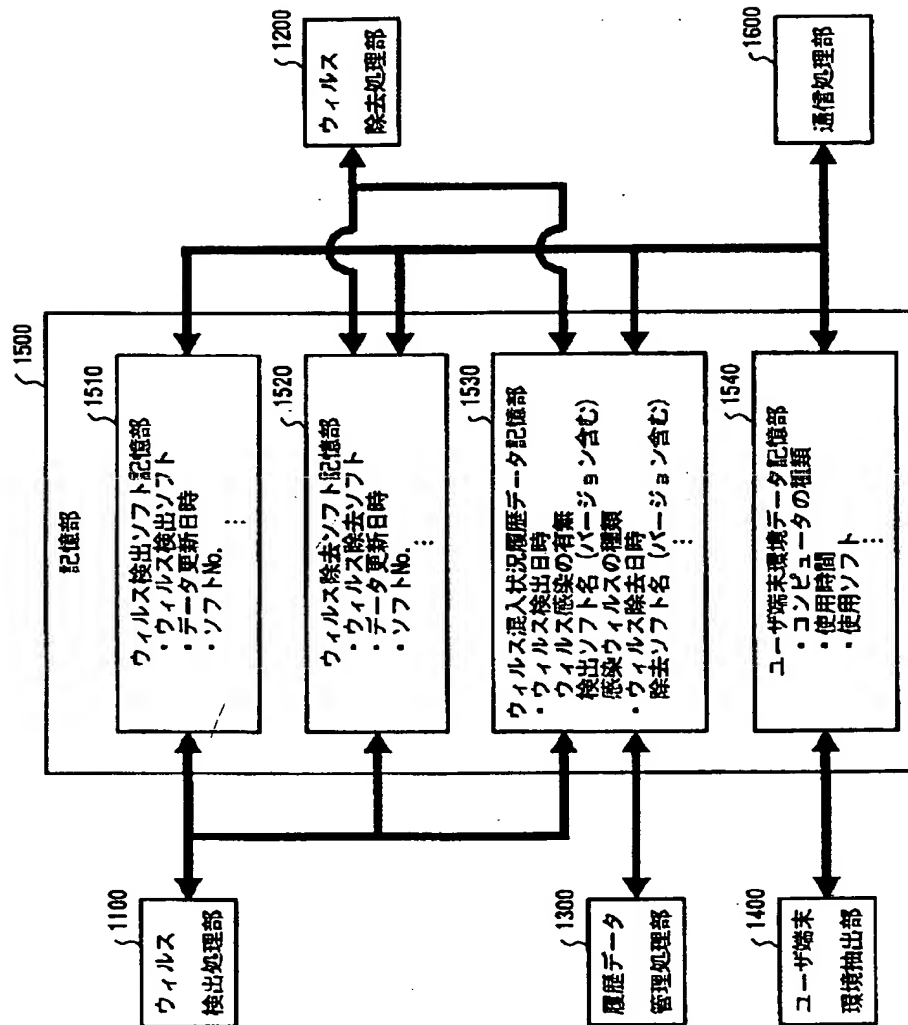 1500
記憶部
1510
ウィルス検出ソフト記憶部
・ウィルス検出ソフト
・データ更新日時
・ソフトNo.
⋮
1520
ウィルス除去ソフト記憶部
・ウィルス除去ソフト
・データ更新日時
・ソフトNo.
⋮
1530
ウィルス混入状況履歴データ記憶部
・ウィルス検出日時
ウィルス感染の有無
検出ソフト名（バージョン含む）
感染ウィルスの種類
・ウィルス除去日時
除去ソフト名（バージョン含む）
⋮
1540
ユーザ端末環境データ記憶部
・コンピュータの種類
・使用時間
・使用ソフト
⋮
1100
ウィルス
検出処理部
1300
履歴データ
管理処理部
1400
ユーザ端末
環境抽出部
1200
ウィルス
除去処理部
1600
通信処理部